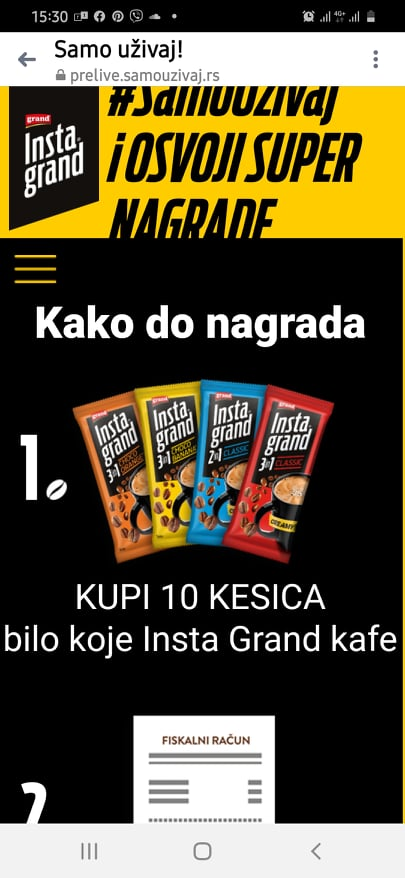 15:30
4G+
Samo uživaj!
prelive.samouzivaj.rs
#Samouzivaj
i OSVOJI SUPER
NAGRADE
grand
Insta
grand
Kako do nagrada
1.
grand
Insta
grand
3in1
CHOCO
ORANGE
grand
Insta
grand
3in1
CHOCO
BANANA
grand
Insta
grand
2in1 CLASSIC
grand
Insta
grand
3in1 CLASSIC
CREAMY
KUPI 10 KESICA
bilo koje Insta Grand kafe
FISKALNI RAČUN
2